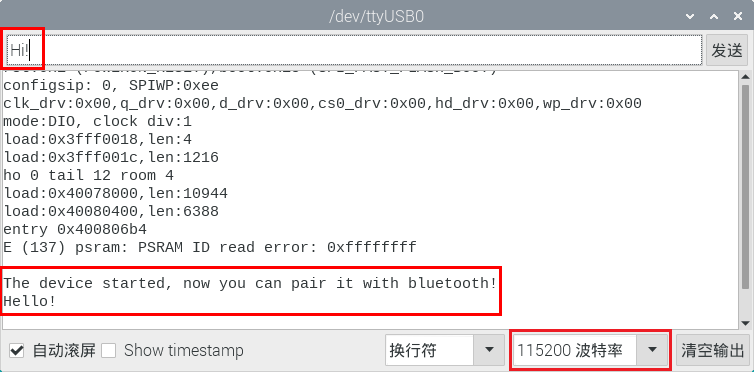 /dev/ttyUSB0
Hi!
发送
configsip: 0, SPIWP:0xee
clk_drv:0x00,q_drv:0x00,d_drv:0x00,cs0_drv:0x00,hd_drv:0x00,wp_drv:0x00
mode:DIO, clock div:1
load:0x3fff0018,len:4
load:0x3fff001c,len:1216
ho 0 tail 12 room 4
load:0x40078000,len:10944
load:0x40080400,len:6388
entry 0x400806b4
E (137) psram: PSRAM ID read error: 0xffffffff
The device started, now you can pair it with bluetooth!
Hello!
自动滚屏 Show timestamp 换行符 115200 波特率 清空输出